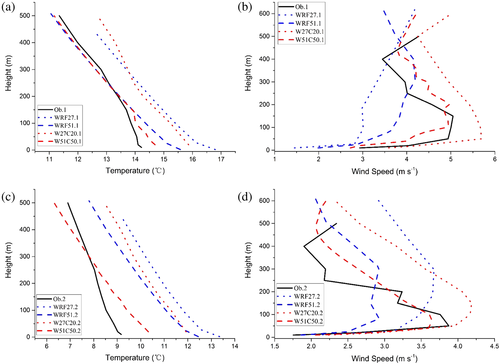 (a)
Height (m)
600
500
400
300
200
100
0
Ob.1
WRF27.1
WRF51.1
W27C20.1
W51C50.1
11 12 13 14 15 16 17
Temperature (℃)
(b)
Height (m)
600
500
400
300
200
100
0
Ob.1
WRF27.1
WRF51.1
W27C20.1
W51C50.1
1 2 3 4 5 6
Wind Speed (m s⁻¹)
(c)
Height (m)
600
500
400
300
200
100
0
Ob.2
WRF27.2
WRF51.2
W27C20.2
W51C50.2
6 7 8 9 10 11 12 13
Temperature (℃)
(d)
Height (m)
600
500
400
300
200
100
0
Ob.2
WRF27.2
WRF51.2
W27C20.2
W51C50.2
1.5 2.0 2.5 3.0 3.5 4.0 4.5
Wind Speed (m s⁻¹)